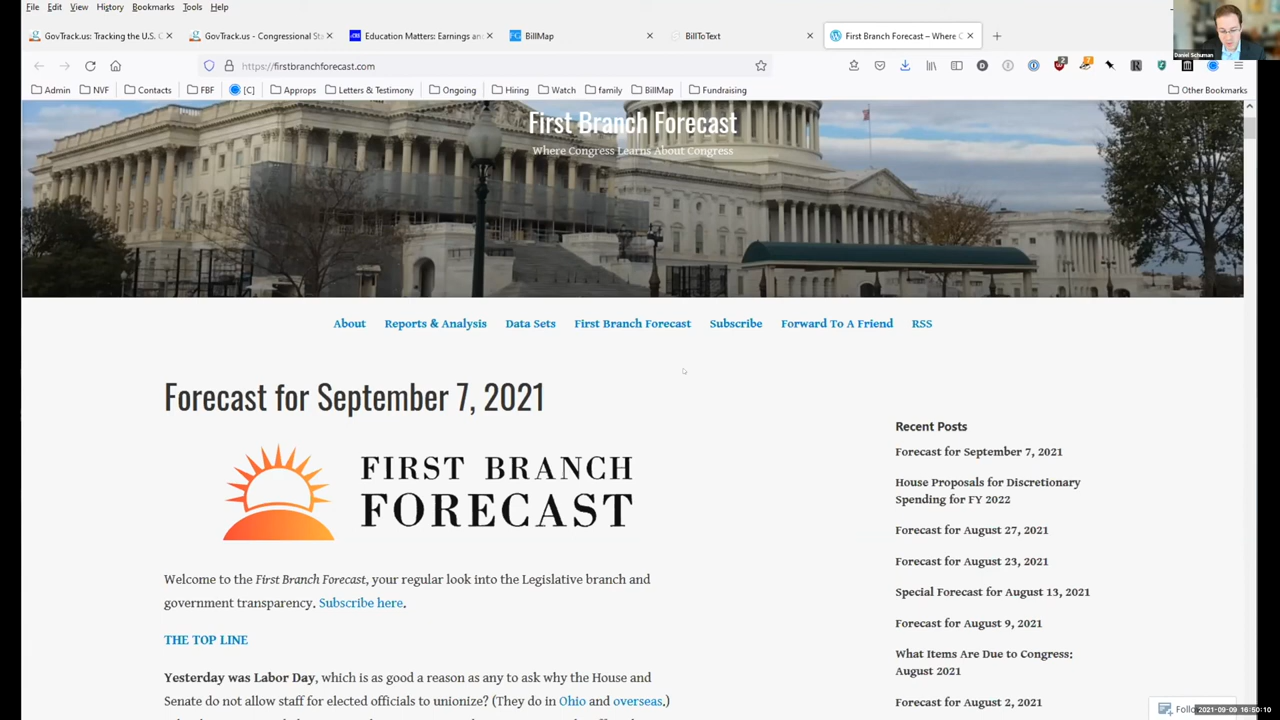 File Edit View History Bookmarks Tools Help
GovTrack.us: Tracking the U.S. C
GovTrack.us - Congressional Sta
Education Matters: Earnings an
BillMap
BillToText
First Branch Forecast – Where C
Daniel Schuman
https://firstbranchforecast.com
Admin NVF Contacts FBF [C] Approps Letters & Testimony Ongoing Hiring Watch family BillMap Fundraising Other Bookmarks
First Branch Forecast
Where Congress Learns About Congress
About Reports & Analysis Data Sets First Branch Forecast Subscribe Forward To A Friend RSS
Forecast for September 7, 2021
FIRST BRANCH
FORECAST
Welcome to the First Branch Forecast, your regular look into the Legislative branch and
government transparency. Subscribe here.
THE TOP LINE
Yesterday was Labor Day, which is as good a reason as any to ask why the House and
Senate do not allow staff for elected officials to unionize? (They do in Ohio and overseas.)
Recent Posts
Forecast for September 7, 2021
House Proposals for Discretionary
Spending for FY 2022
Forecast for August 27, 2021
Forecast for August 23, 2021
Special Forecast for August 13, 2021
Forecast for August 9, 2021
What Items Are Due to Congress:
August 2021
Forecast for August 2, 2021
2021-09-09 16:50:10